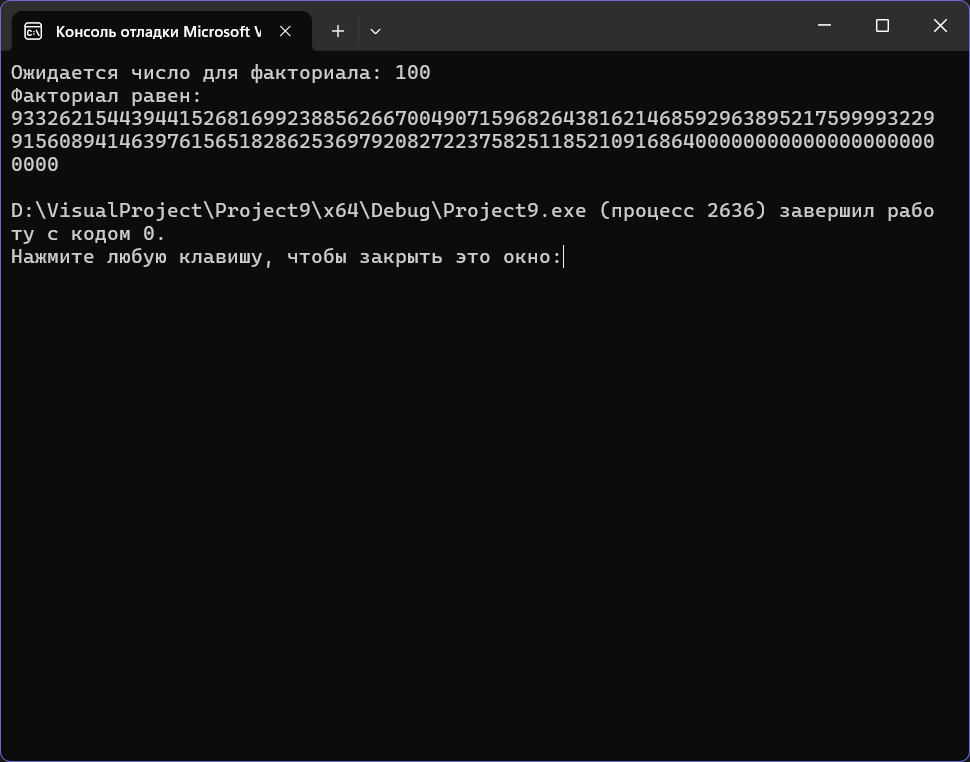 Консоль отладки Microsoft V
Ожидается число для факториала: 100
Факториал равен:
93326215443944152681699238856266700490715968264381621468592963895217599993229
91560894146397615651828625369792082722375825118521091686400000000000000000000
0000
D:\VisualProject\Project9\x64\Debug\Project9.exe (процесс 2636) завершил рабо
ту с кодом 0.
Нажмите любую клавишу, чтобы закрыть это окно: